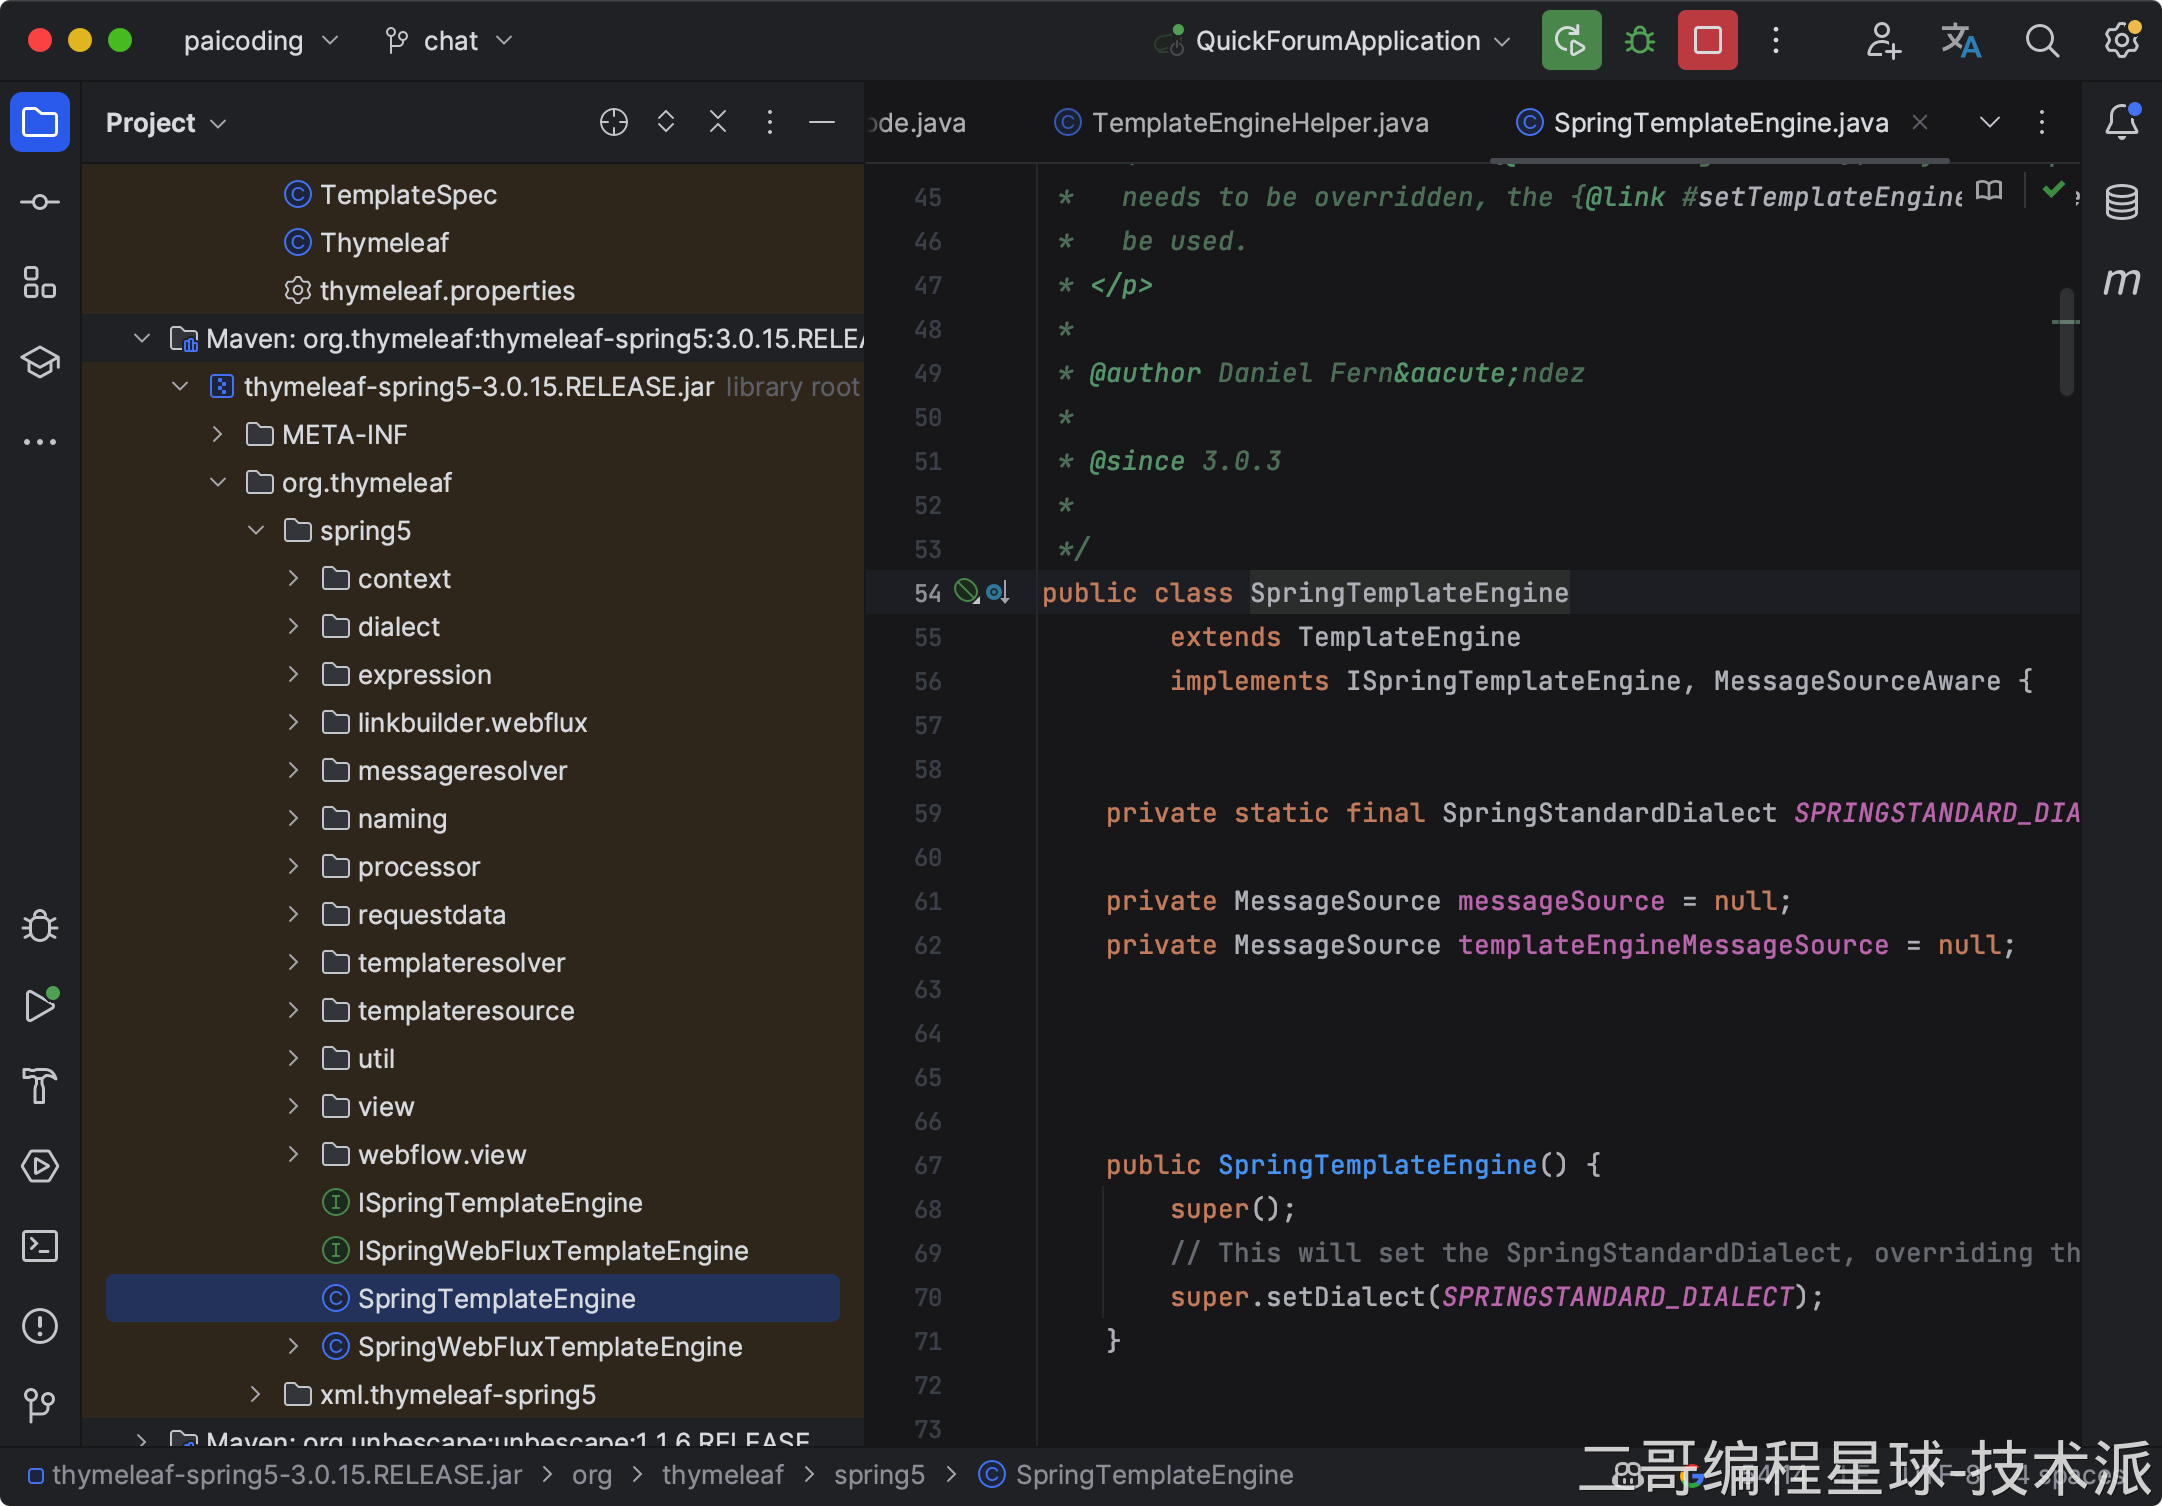 paicoding
chat
QuickForumApplication
Project
TemplateSpec
Thymeleaf
thymeleaf.properties
Maven: org.thymeleaf:thymeleaf-spring5:3.0.15.RELEA
thymeleaf-spring5-3.0.15.RELEASE.jar library root
META-INF
org.thymeleaf
spring5
context
dialect
expression
linkbuilder.webflux
messageresolver
naming
processor
requestdata
templateresolver
templateresource
util
view
webflow.view
ISpringTemplateEngine
ISpringWebFluxTemplateEngine
SpringTemplateEngine
SpringWebFluxTemplateEngine
xml.thymeleaf-spring5
Maven: org.unbescape:unbescape:1.1.6.RELEASE
ode.java TemplateEngineHelper.java SpringTemplateEngine.java
45 * needs to be overridden, the {@link #setTemplateEngine
46 * be used.
47 * </p>
48 *
49 * @author Daniel Fern&aacute;ndez
50 *
51 * @since 3.0.3
52 *
53 */
54 public class SpringTemplateEngine
55 extends TemplateEngine
56 implements ISpringTemplateEngine, MessageSourceAware {
57
58
59 private static final SpringStandardDialect SPRINGSTANDARD_DIA
60
61 private MessageSource messageSource = null;
62 private MessageSource templateEngineMessageSource = null;
63
64
65
66
67 public SpringTemplateEngine() {
68 super();
69 // This will set the SpringStandardDialect, overriding th
70 super.setDialect(SPRINGSTANDARD_DIALECT);
71 }
72
73
m
thymeleaf-spring5-3.0.15.RELEASE.jar > org > thymeleaf > spring5 > SpringTemplateEngine
4 spaces
二哥编程星球-技术派